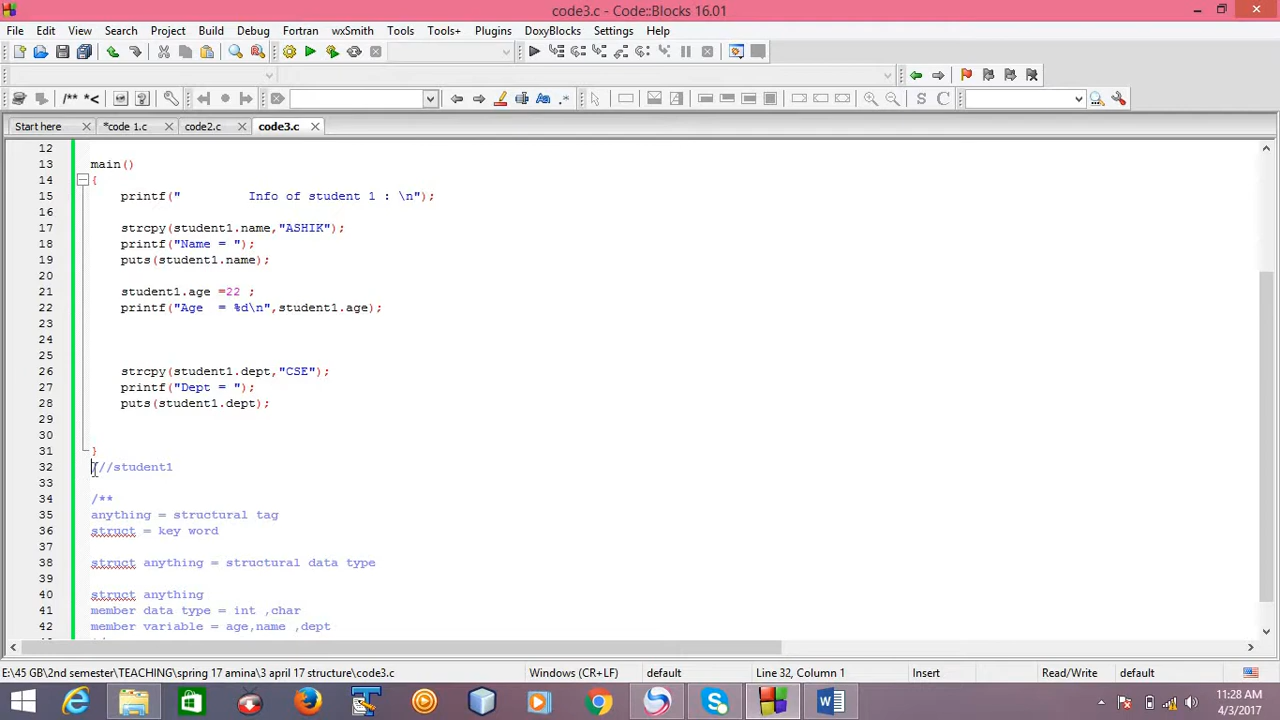 code3.c - Code::Blocks 16.01
File Edit View Search Project Build Debug Fortran wxSmith Tools Tools+ Plugins DoxyBlocks Settings Help
/** *<
S C
Start here *code 1.c code2.c code3.c
12
13 main()
14 {
15 printf(" Info of student 1 : \n");
16
17 strcpy(student1.name,"ASHIK");
18 printf("Name = ");
19 puts(student1.name);
20
21 student1.age =22 ;
22 printf("Age = %d\n",student1.age);
23
24
25
26 strcpy(student1.dept,"CSE");
27 printf("Dept = ");
28 puts(student1.dept);
29
30
31 }
32 ///student1
33
34 /**
35 anything = structural tag
36 struct = key word
37
38 struct anything = structural data type
39
40 struct anything
41 member data type = int ,char
42 member variable = age,name ,dept
E:\45 GB\2nd semester\TEACHING\spring 17 amina\3 april 17 structure\code3.c Windows (CR+LF) default Line 32, Column 1 Insert Read/Write default
11:28 AM
4/3/2017